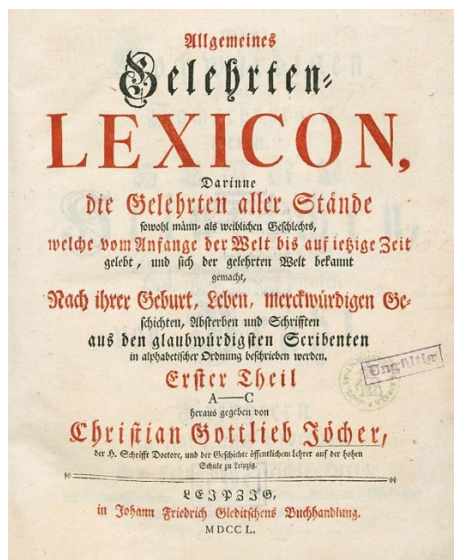 Allgemeines
Gelehrten-
LEXICON,
Darinne
die Gelehrten aller Stände
sowohl männ- als weiblichen Geschlechts,
welche vom Anfange der Welt bis auf ietzige Zeit
gelebt, und sich der gelehrten Welt bekannt
gemacht,
Nach ihrer Geburt, Leben, merckwürdigen Ge-
schichten, Absterben und Schrifften
aus den glaubwürdigsten Scribenten
in alphabetischer Ordnung beschrieben werden.
Erster Theil
A—C
heraus gegeben von
Christian Gottlieb Jöcher,
der H. Schrifft Doctore, und der Geschichte öffentlichem Lehrer auf der hohen
Schule zu Leipzig.
LEJPZJG,
in Johann Friedrich Gleditschens Buchhandlung.
MDCCL.
Ungültig